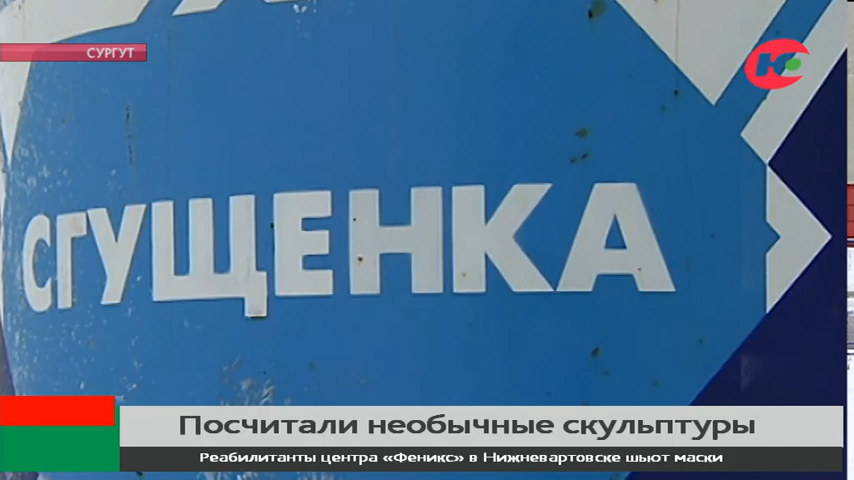 СУРГУТ
Ю
СГУЩЕНКА
Посчитали необычные скульптуры
Реабилитанты центра «Феникс» в Нижневартовске шьют маски